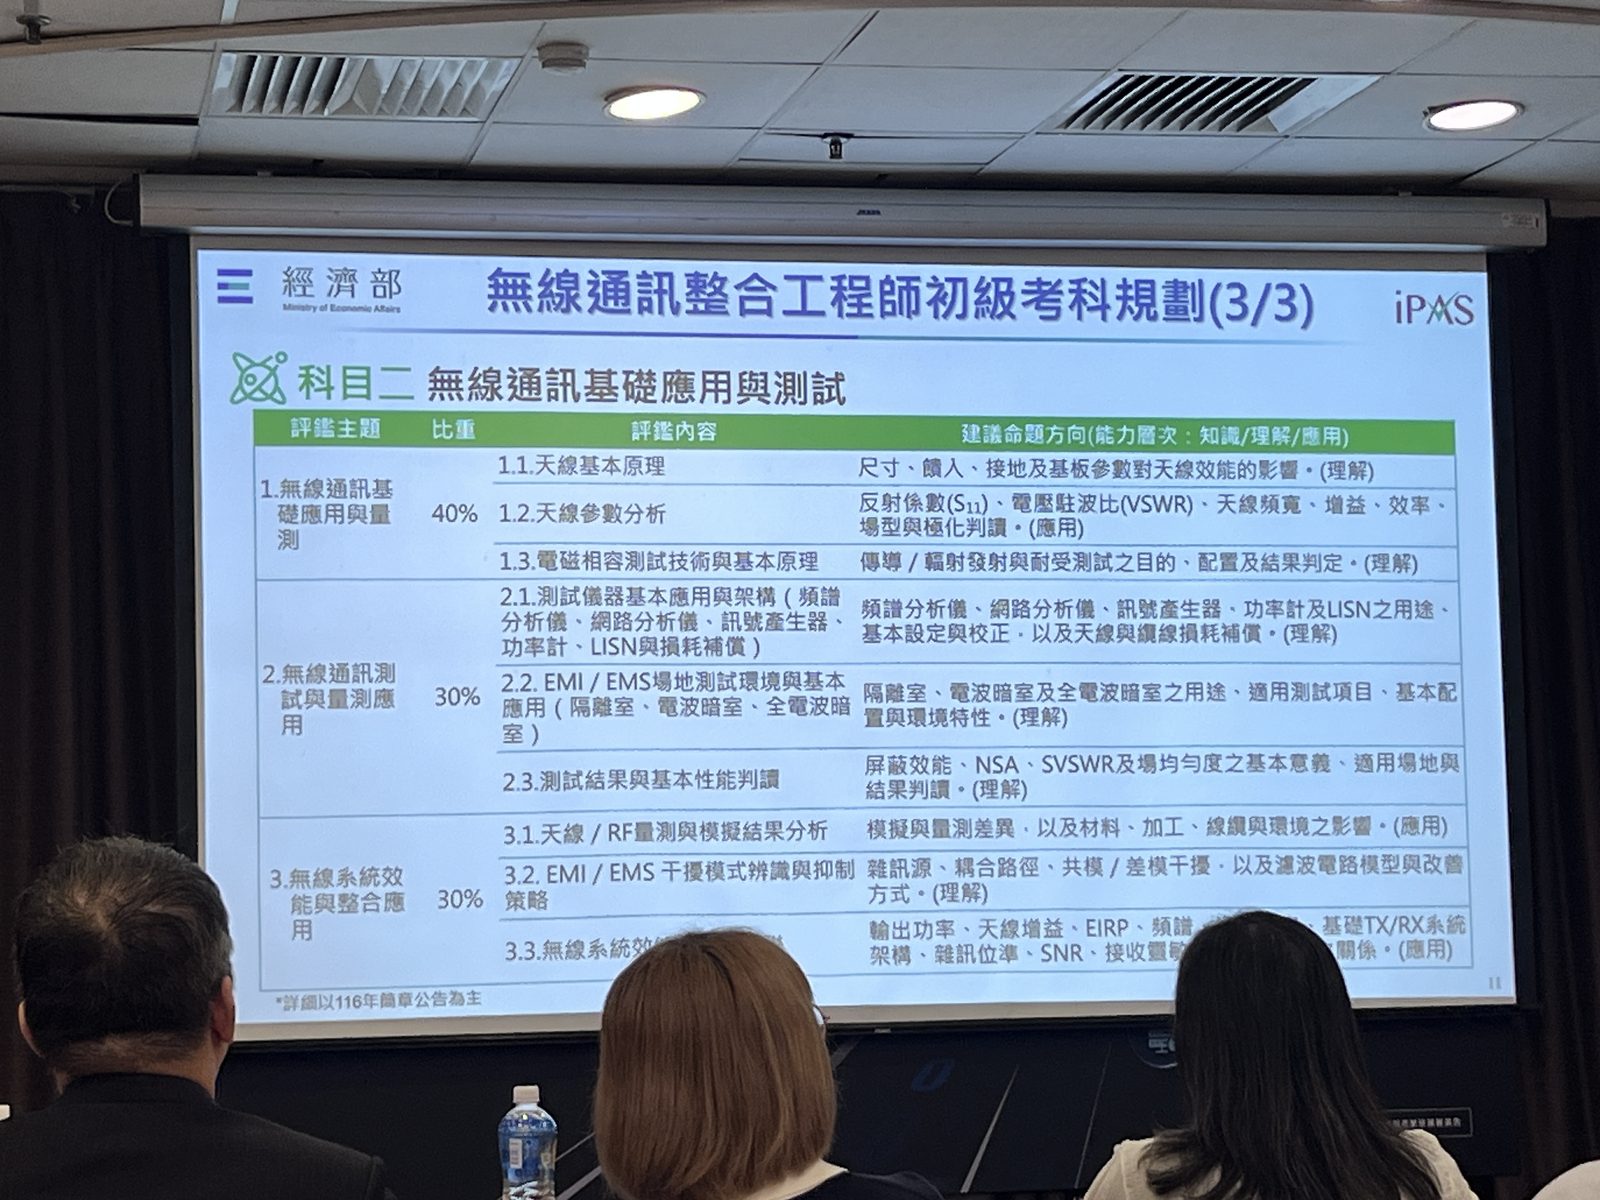 經濟部
Ministry of Economic Affairs
無線通訊整合工程師初級考科規劃(3/3)
iPAS
科目二 無線通訊基礎應用與測試
評鑑主題 比重 評鑑內容 建議命題方向(能力層次：知識/理解/應用)
1.無線通訊基
礎應用與量
測
40%
1.1.天線基本原理
尺寸、饋入、接地及基板參數對天線效能的影響。(理解)
1.2.天線參數分析
反射係數(S₁₁)、電壓駐波比(VSWR)、天線頻寬、增益、效率、
場型與極化判讀。(應用)
1.3.電磁相容測試技術與基本原理
傳導 / 輻射發射與耐受測試之目的、配置及結果判定。(理解)
2.無線通訊測
試與量測應
用
30%
2.1.測試儀器基本應用與架構（頻譜
分析儀、網路分析儀、訊號產生器、
功率計、LISN與損耗補償）
頻譜分析儀、網路分析儀、訊號產生器、功率計及LISN之用途、
基本設定與校正，以及天線與纜線損耗補償。(理解)
2.2. EMI / EMS場地測試環境與基本
應用（隔離室、電波暗室、全電波暗
室）
隔離室、電波暗室及全電波暗室之用途、適用測試項目、基本配
置與環境特性。(理解)
2.3.測試結果與基本性能判讀
屏蔽效能、NSA、SVSWR及場均勻度之基本意義、適用場地與
結果判讀。(理解)
3.無線系統效
能與整合應
用
30%
3.1.天線 / RF量測與模擬結果分析
模擬與量測差異，以及材料、加工、線纜與環境之影響。(應用)
3.2. EMI / EMS 干擾模式辨識與抑制
策略
雜訊源、耦合路徑、共模 / 差模干擾，以及濾波電路模型與改善
方式。(理解)
3.3.無線系統效
輸出功率、天線增益、EIRP、頻譜 、基礎TX/RX系統
架構、雜訊位準、SNR、接收靈敏 關係。(應用)
*詳細以116年簡章公告為主
11